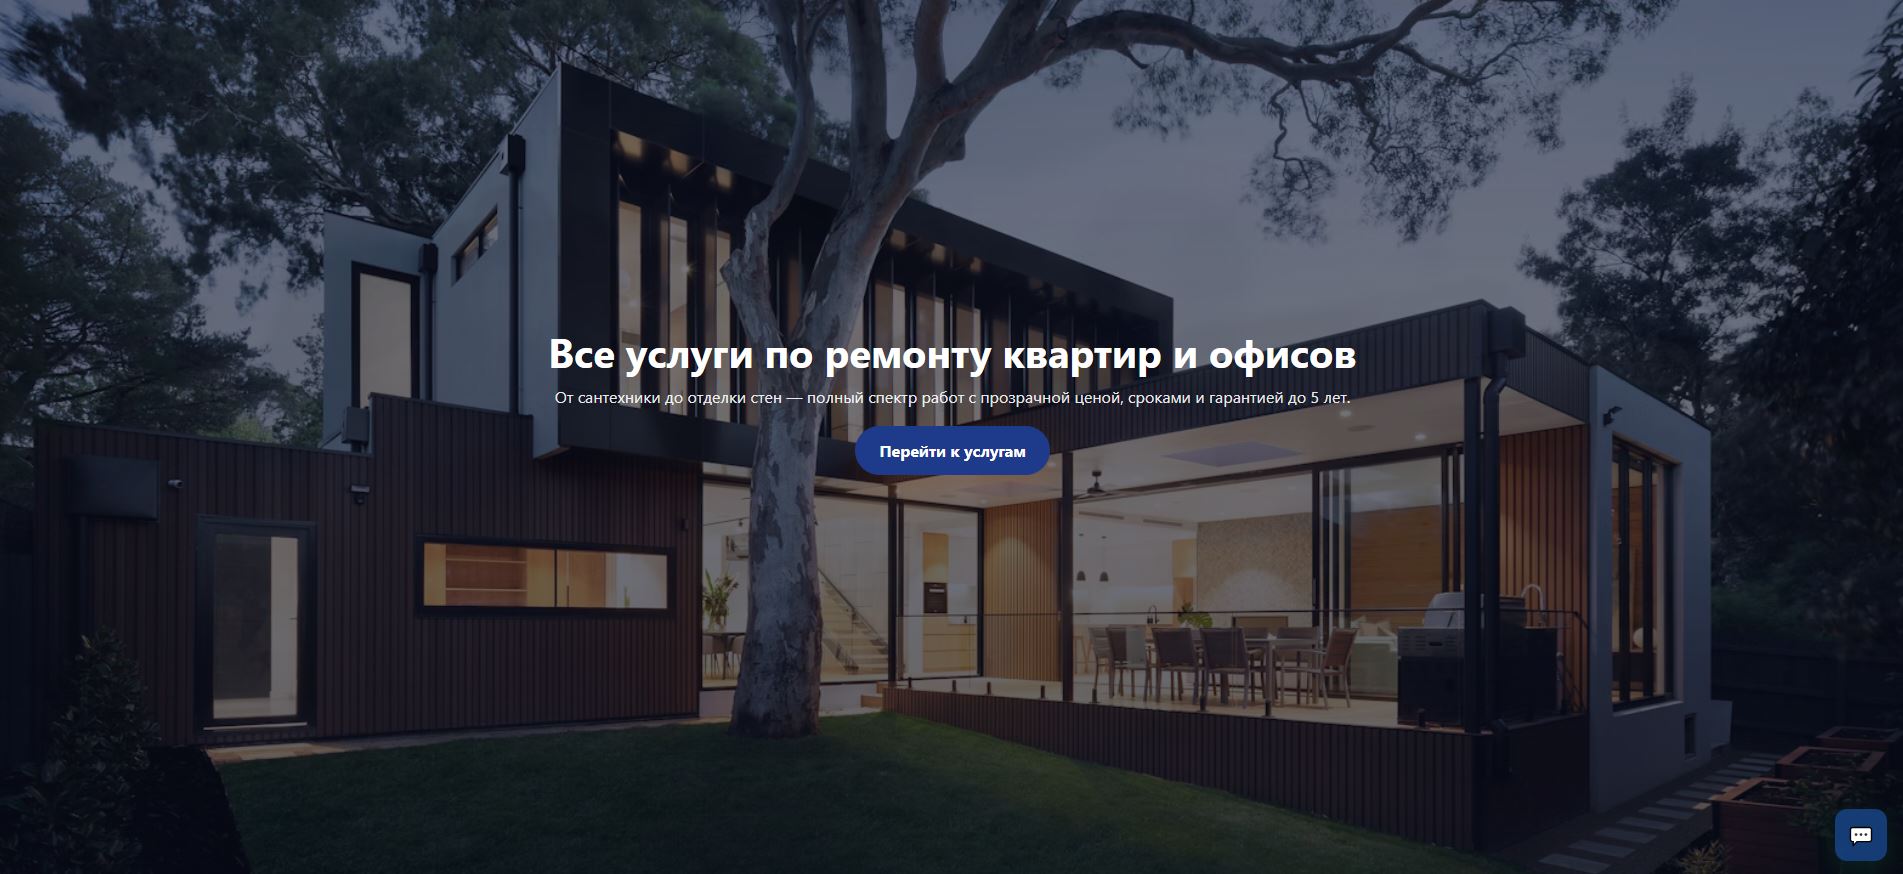 Все услуги по ремонту квартир и офисов
От сантехники до отделки стен — полный спектр работ с прозрачной ценой, сроками и гарантией до 5 лет.
Перейти к услугам